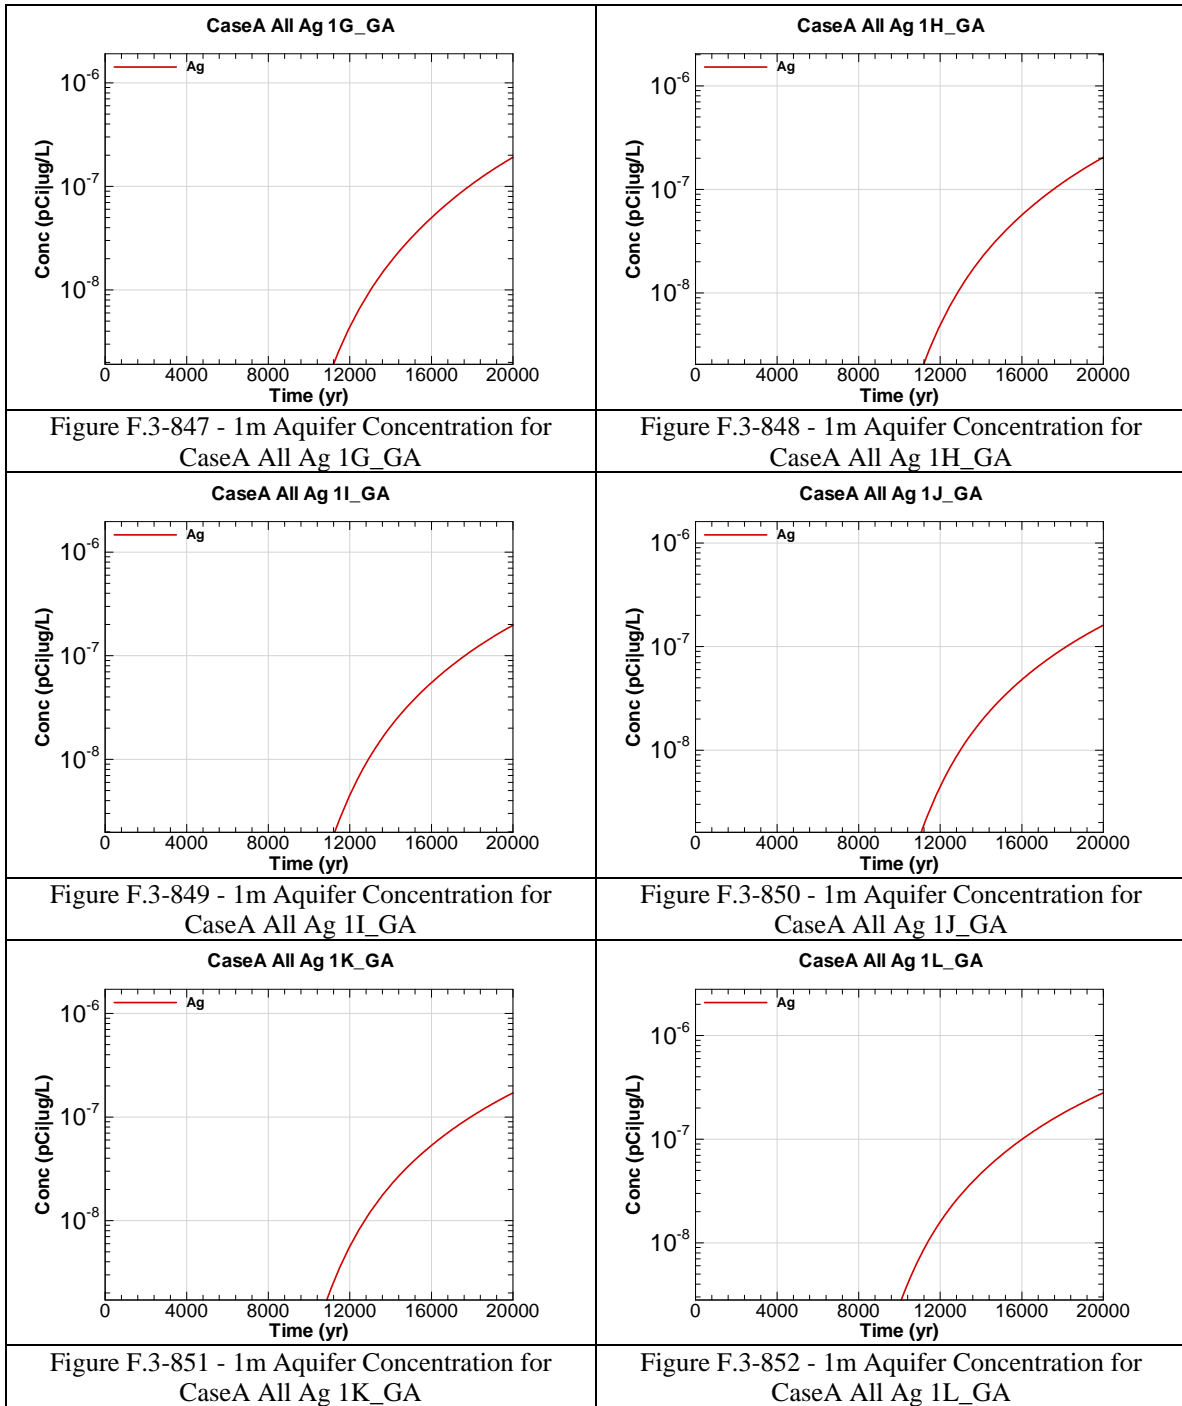 CaseA All Ag 1G_GA
Ag
10-6
10-7
10-8
Conc (pCi|ug/L)
0 4000 8000 12000 16000 20000
Time (yr)
Figure F.3-847 - 1m Aquifer Concentration for
CaseA All Ag 1G_GA
CaseA All Ag 1H_GA
Ag
10-6
10-7
10-8
Conc (pCi|ug/L)
0 4000 8000 12000 16000 20000
Time (yr)
Figure F.3-848 - 1m Aquifer Concentration for
CaseA All Ag 1H_GA
CaseA All Ag 1I_GA
Ag
10-6
10-7
10-8
Conc (pCi|ug/L)
0 4000 8000 12000 16000 20000
Time (yr)
Figure F.3-849 - 1m Aquifer Concentration for
CaseA All Ag 1I_GA
CaseA All Ag 1J_GA
Ag
10-6
10-7
10-8
Conc (pCi|ug/L)
0 4000 8000 12000 16000 20000
Time (yr)
Figure F.3-850 - 1m Aquifer Concentration for
CaseA All Ag 1J_GA
CaseA All Ag 1K_GA
Ag
10-6
10-7
10-8
Conc (pCi|ug/L)
0 4000 8000 12000 16000 20000
Time (yr)
Figure F.3-851 - 1m Aquifer Concentration for
CaseA All Ag 1K_GA
CaseA All Ag 1L_GA
Ag
10-6
10-7
10-8
Conc (pCi|ug/L)
0 4000 8000 12000 16000 20000
Time (yr)
Figure F.3-852 - 1m Aquifer Concentration for
CaseA All Ag 1L_GA